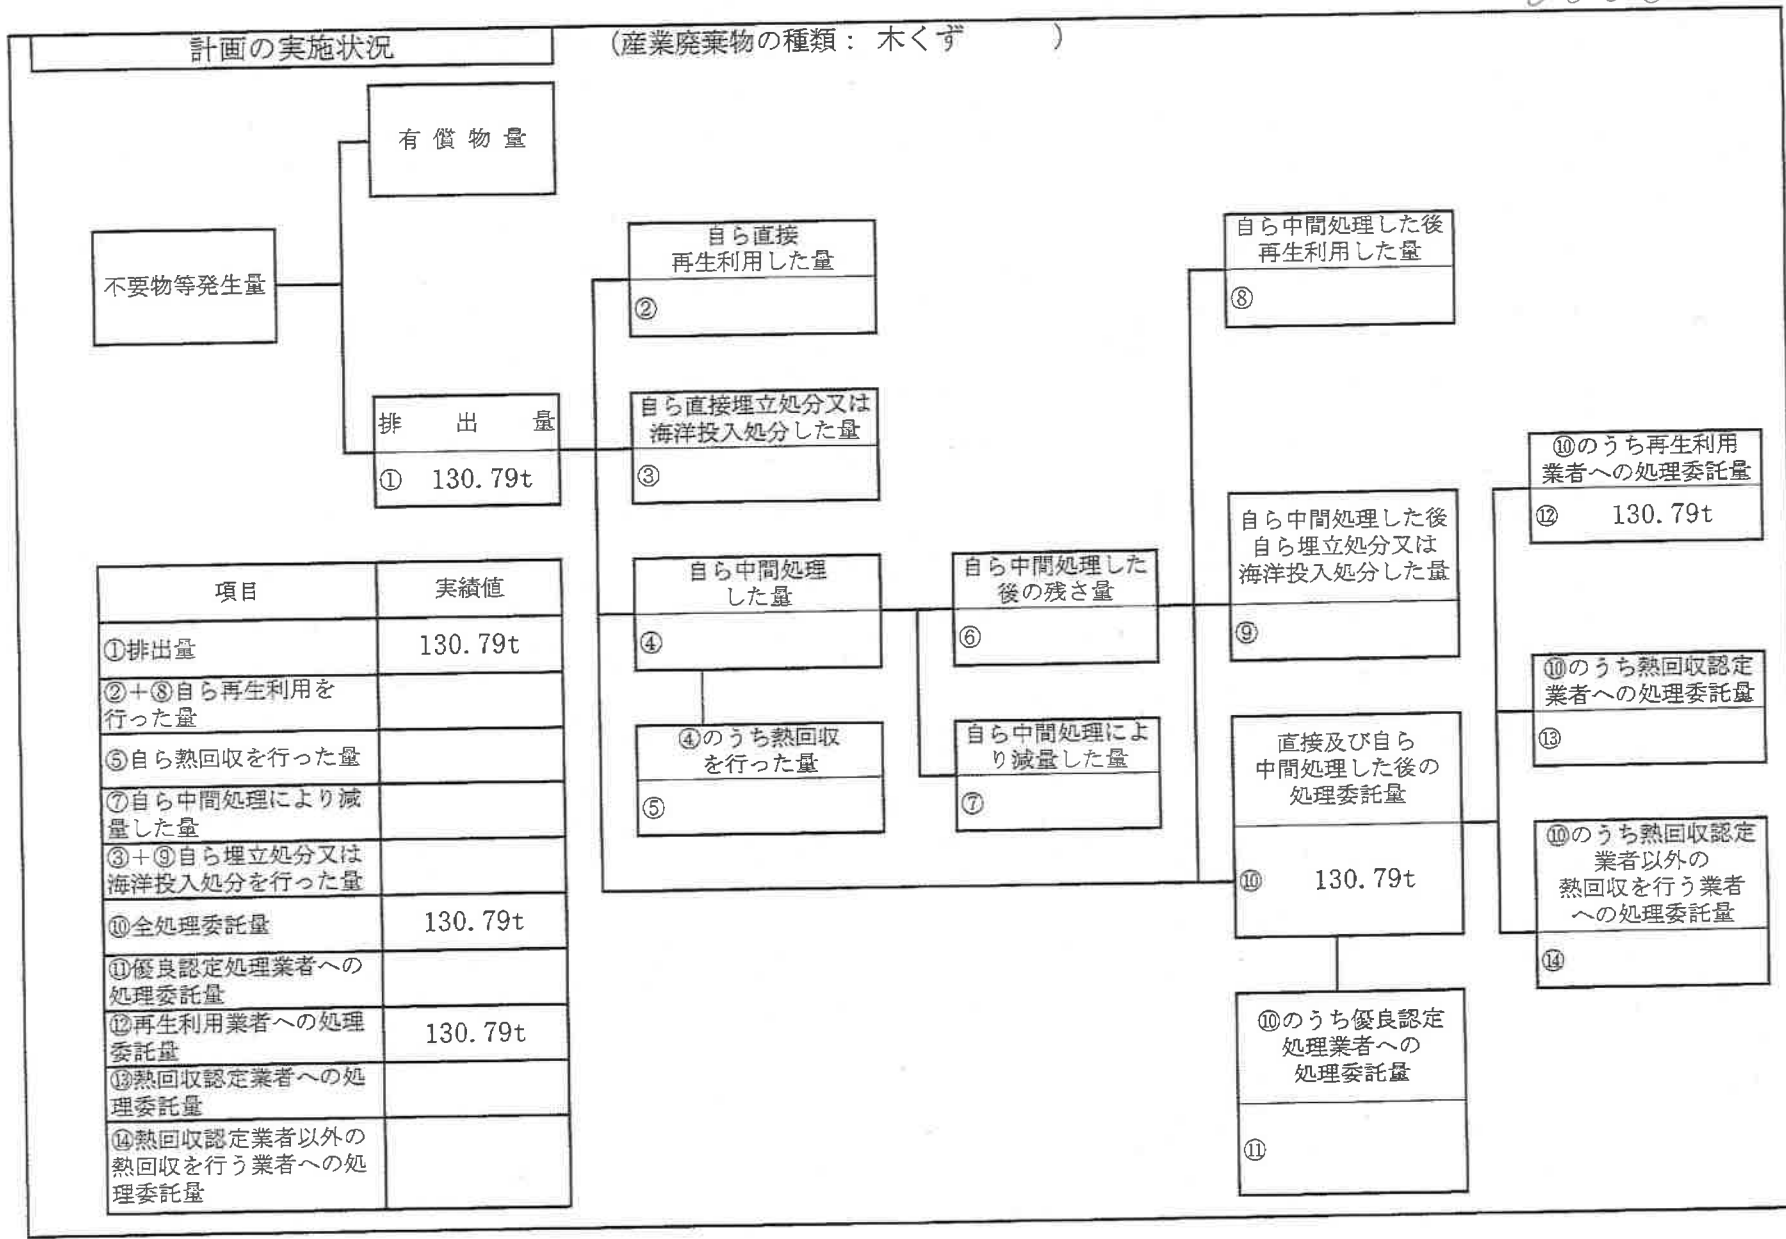 計画の実施状況
(産業廃棄物の種類： 木くず )
有償物量
不要物等発生量
自ら直接
再生利用した量
②
自ら中間処理した後
再生利用した量
⑧
排出量
① 130.79t
自ら直接埋立処分又は
海洋投入処分した量
③
⑩のうち再生利用
業者への処理委託量
⑫ 130.79t
自ら中間処理
した量
④
自ら中間処理した
後の残さ量
⑥
自ら中間処理した後
自ら埋立処分又は
海洋投入処分した量
⑨
⑩のうち熱回収認定
業者への処理委託量
⑬
④のうち熱回収
を行った量
⑤
自ら中間処理によ
り減量した量
⑦
直接及び自ら
中間処理した後の
処理委託量
⑩ 130.79t
⑩のうち熱回収認定
業者以外の
熱回収を行う業者
への処理委託量
⑭
⑩のうち優良認定
処理業者への
処理委託量
⑪
項目 実績値
①排出量 130.79t
②＋⑧自ら再生利用を
行った量
⑤自ら熱回収を行った量
⑦自ら中間処理により減
量した量
③＋⑨自ら埋立処分又は
海洋投入処分を行った量
⑩全処理委託量 130.79t
⑪優良認定処理業者への
処理委託量
⑫再生利用業者への処理
委託量 130.79t
⑬熱回収認定業者への処
理委託量
⑭熱回収認定業者以外の
熱回収を行う業者への処
理委託量